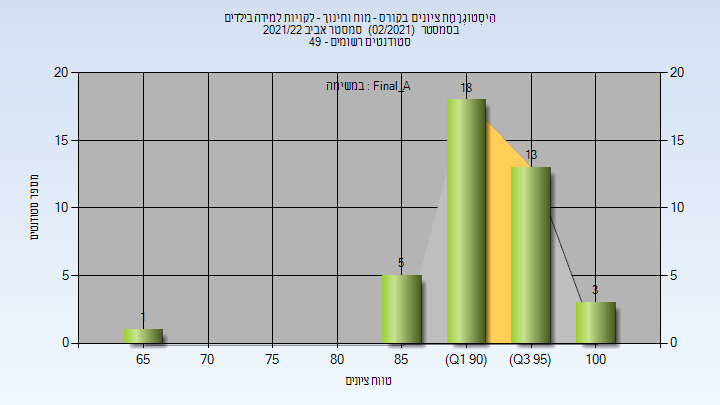 היסטוגרמת ציונים בקורס - מוח וחינוך - לקויות למידה בילדים
בסמסטר (02/2021) סמסטר אביב 2021/22
סטודנטים רשומים - 49
במשימה : Final_A
20 20
15 15
10 10
5 5
0 0
1
5
18
13
3
מספר סטודנטים
65 70 75 80 85 (Q1 90) (Q3 95) 100
טווח ציונים